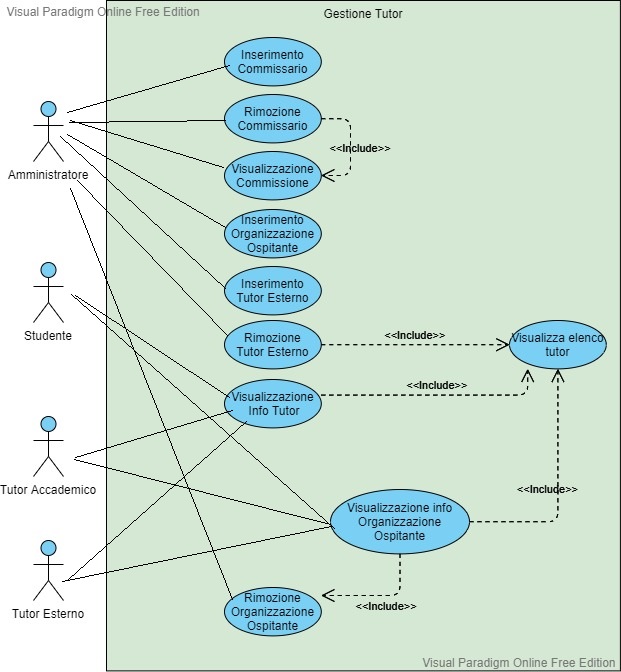 Visual Paradigm Online Free Edition
Gestione Tutor
Inserimento
Commissario
Rimozione
Commissario
<<Include>>
Amministratore
Visualizzazione
Commissione
Inserimento
Organizzazione
Ospitante
Inserimento
Tutor Esterno
Studente
Rimozione
Tutor Esterno
<<Include>>
Visualizza elenco
tutor
Visualizzazione
Info Tutor
<<Include>>
Tutor Accademico
<<Include>>
Visualizzazione info
Organizzazione
Ospitante
Tutor Esterno
Rimozione
Organizzazione
Ospitante
<<Include>>
Visual Paradigm Online Free Edition